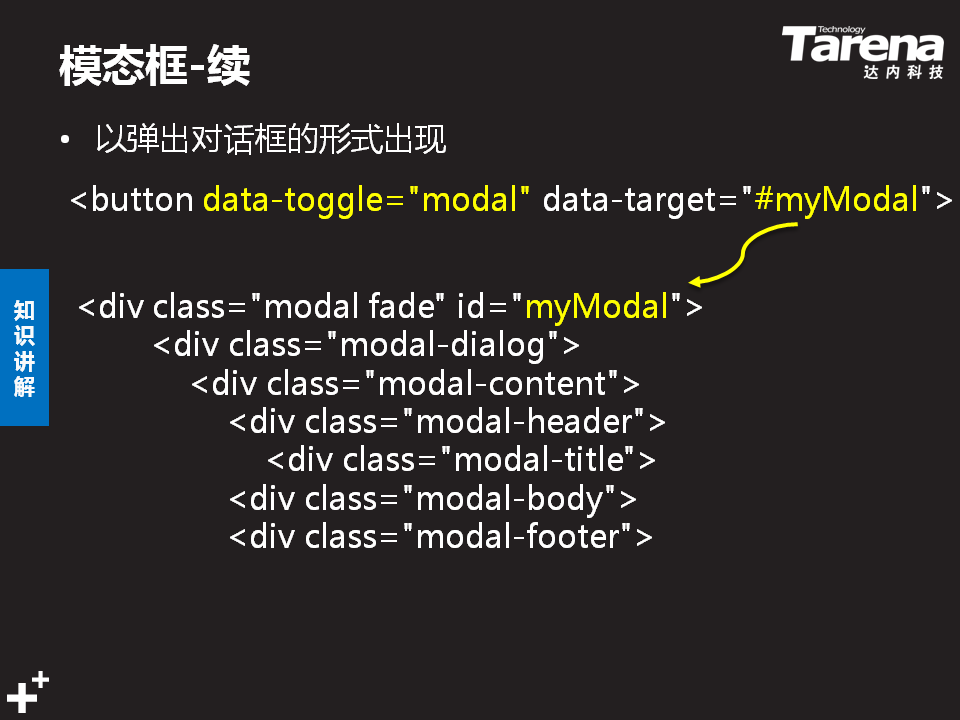 模态框-续
Technology
Tarena
达内科技
• 以弹出对话框的形式出现
<button data-toggle="modal" data-target="#myModal">
<div class="modal fade" id="myModal">
<div class="modal-dialog">
<div class="modal-content">
<div class="modal-header">
<div class="modal-title">
<div class="modal-body">
<div class="modal-footer">
知识讲解